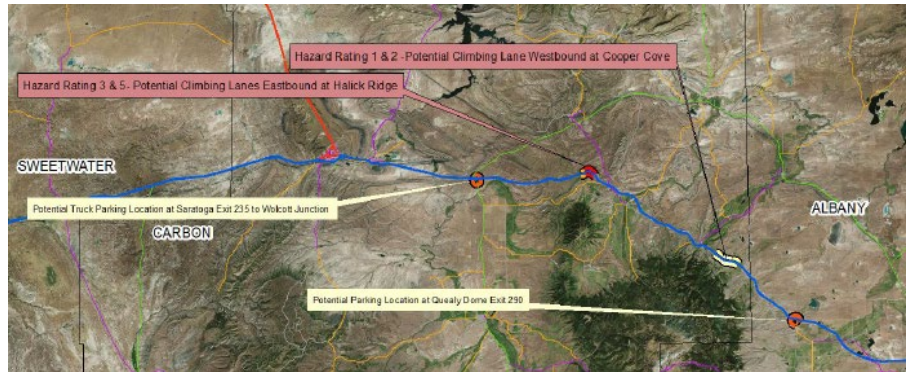 Hazard Rating 1 & 2 -Potential Climbing Lane Westbound at Cooper Cove
Hazard Rating 3 & 5- Potential Climbing Lanes Eastbound at Halick Ridge
SWEETWATER
Potential Truck Parking Location at Saratoga Exit 235 to Wolcott Junction
ALBANY
CARBON
Potential Parking Location at Quealy Dome Exit 290